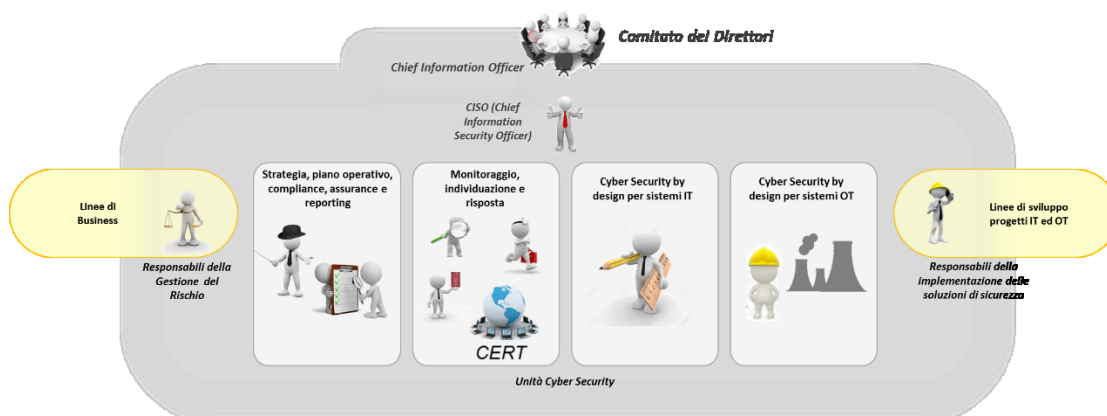 Comitato dei Direttori
Chief Information Officer
CISO (Chief
Information
Security Officer)
Linee di
Business
Responsabili della
Gestione del
Rischio
Strategia, piano operativo,
compliance, assurance e
reporting
Monitoraggio,
individuazione e
risposta
CERT
Cyber Security by
design per sistemi IT
Cyber Security by
design per sistemi OT
Linee di sviluppo
progetti IT ed OT
Responsabili della
implementazione delle
soluzioni di sicurezza
Unità Cyber Security